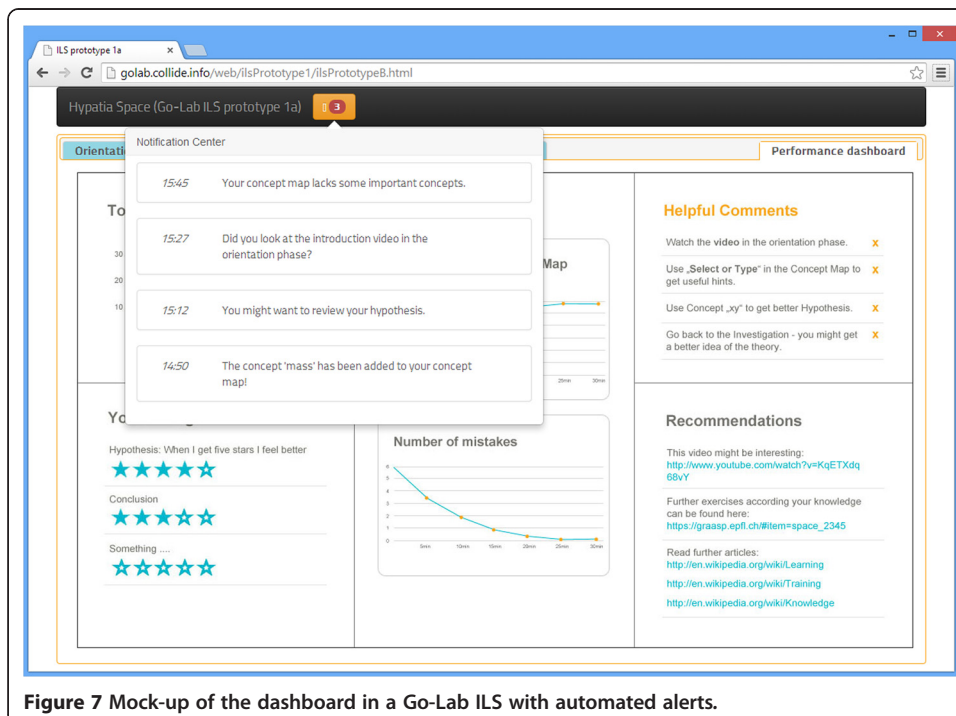 ILS prototype 1a
golab.collide.info/web/ilsPrototype1/ilsPrototypeB.html
Hypatia Space (Go-Lab ILS prototype 1a) 3
Notification Center
Orientati
Performance dashboard
15:45 Your concept map lacks some important concepts.
15:27 Did you look at the introduction video in the
orientation phase?
15:12 You might want to review your hypothesis.
14:50 The concept 'mass' has been added to your concept
map!
To
30
20
10
Map
25min 30min
Helpful Comments
Watch the video in the orientation phase. x
Use „Select or Type“ in the Concept Map to x
get useful hints.
Use Concept „xy“ to get better Hypothesis. x
Go back to the Investigation - you might get x
a better idea of the theory.
Yo
Hypothesis: When I get five stars I feel better
Conclusion
Something ....
Number of mistakes
6
5
4
3
2
1
0
5min 10min 15min 20min 25min 30min
Recommendations
This video might be interesting:
http://www.youtube.com/watch?v=KqETXdq
68vY
Further exercises according your knowledge
can be found here:
https://graasp.epfl.ch/#item=space_2345
Read further articles:
http://en.wikipedia.org/wiki/Learning
http://en.wikipedia.org/wiki/Training
http://en.wikipedia.org/wiki/Knowledge
Figure 7 Mock-up of the dashboard in a Go-Lab ILS with automated alerts.